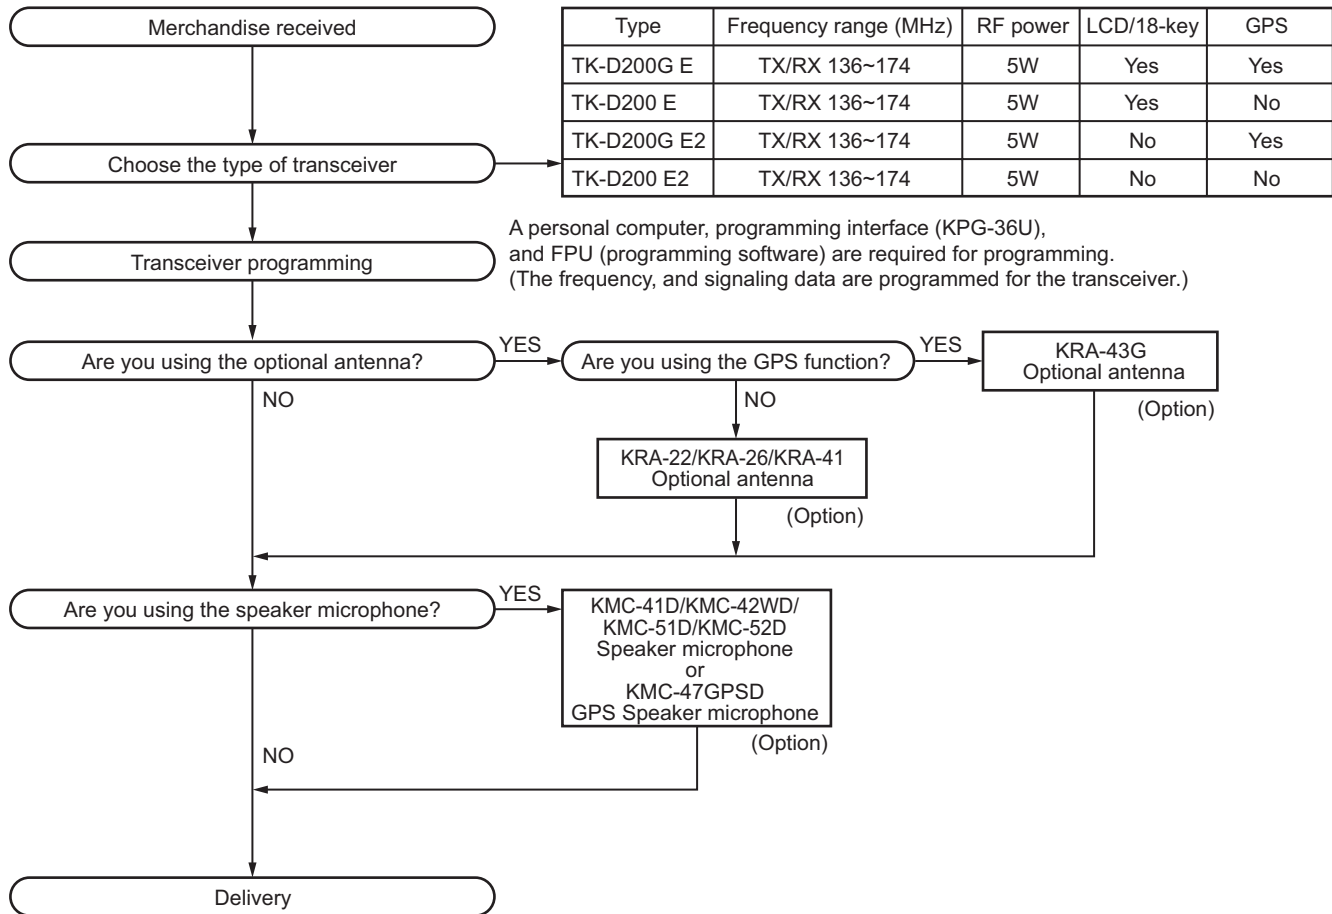 Merchandise received
Type Frequency range (MHz) RF power LCD/18-key GPS
TK-D200G E TX/RX 136~174 5W Yes Yes
TK-D200 E TX/RX 136~174 5W Yes No
TK-D200G E2 TX/RX 136~174 5W No Yes
TK-D200 E2 TX/RX 136~174 5W No No
Choose the type of transceiver
Transceiver programming
A personal computer, programming interface (KPG-36U),
and FPU (programming software) are required for programming.
(The frequency, and signaling data are programmed for the transceiver.)
Are you using the optional antenna?
YES
NO
Are you using the GPS function?
YES
NO
KRA-43G
Optional antenna
(Option)
KRA-22/KRA-26/KRA-41
Optional antenna
(Option)
Are you using the speaker microphone?
YES
NO
KMC-41D/KMC-42WD/
KMC-51D/KMC-52D
Speaker microphone
or
KMC-47GPSD
GPS Speaker microphone
(Option)
Delivery